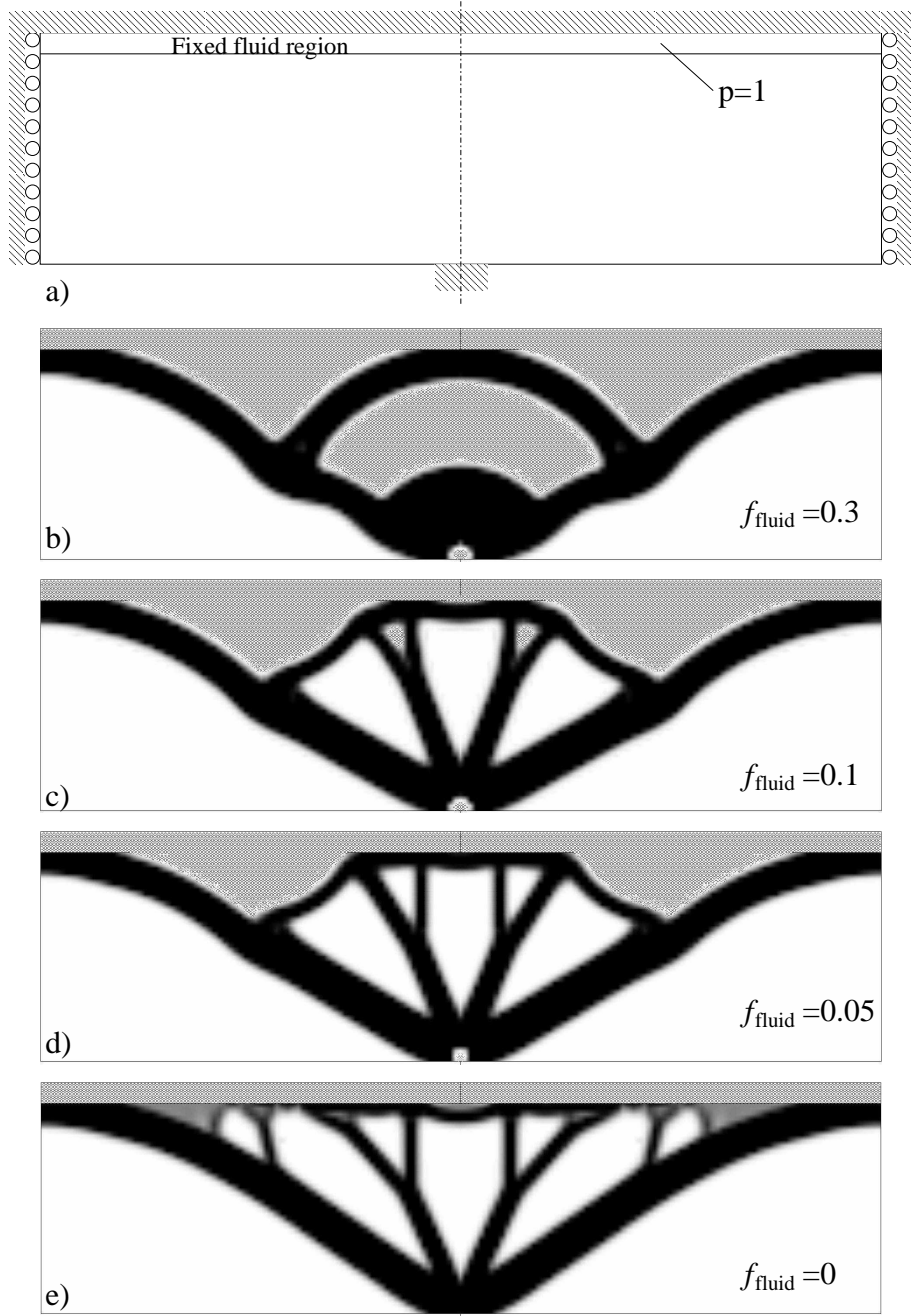 Fixed fluid region
p=1
a)
f_fluid =0.3
b)
f_fluid =0.1
c)
f_fluid =0.05
d)
f_fluid =0
e)